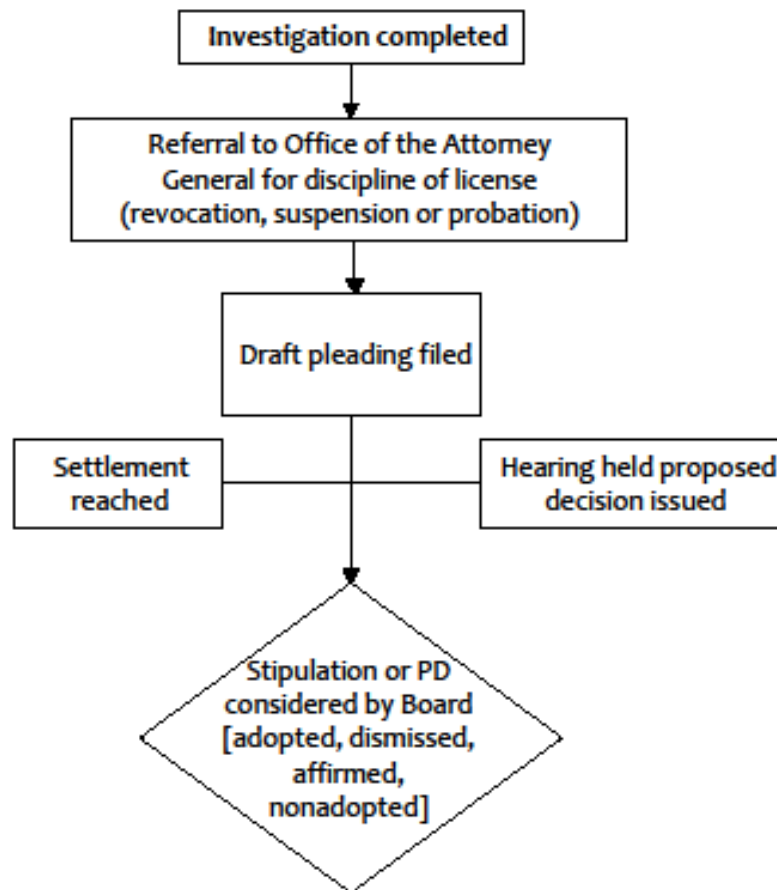 Investigation completed
Referral to Office of the Attorney
General for discipline of license
(revocation, suspension or probation)
Draft pleading filed
Settlement
reached
Hearing held proposed
decision issued
Stipulation or PD
considered by Board
[adopted, dismissed,
affirmed,
nonadopted]